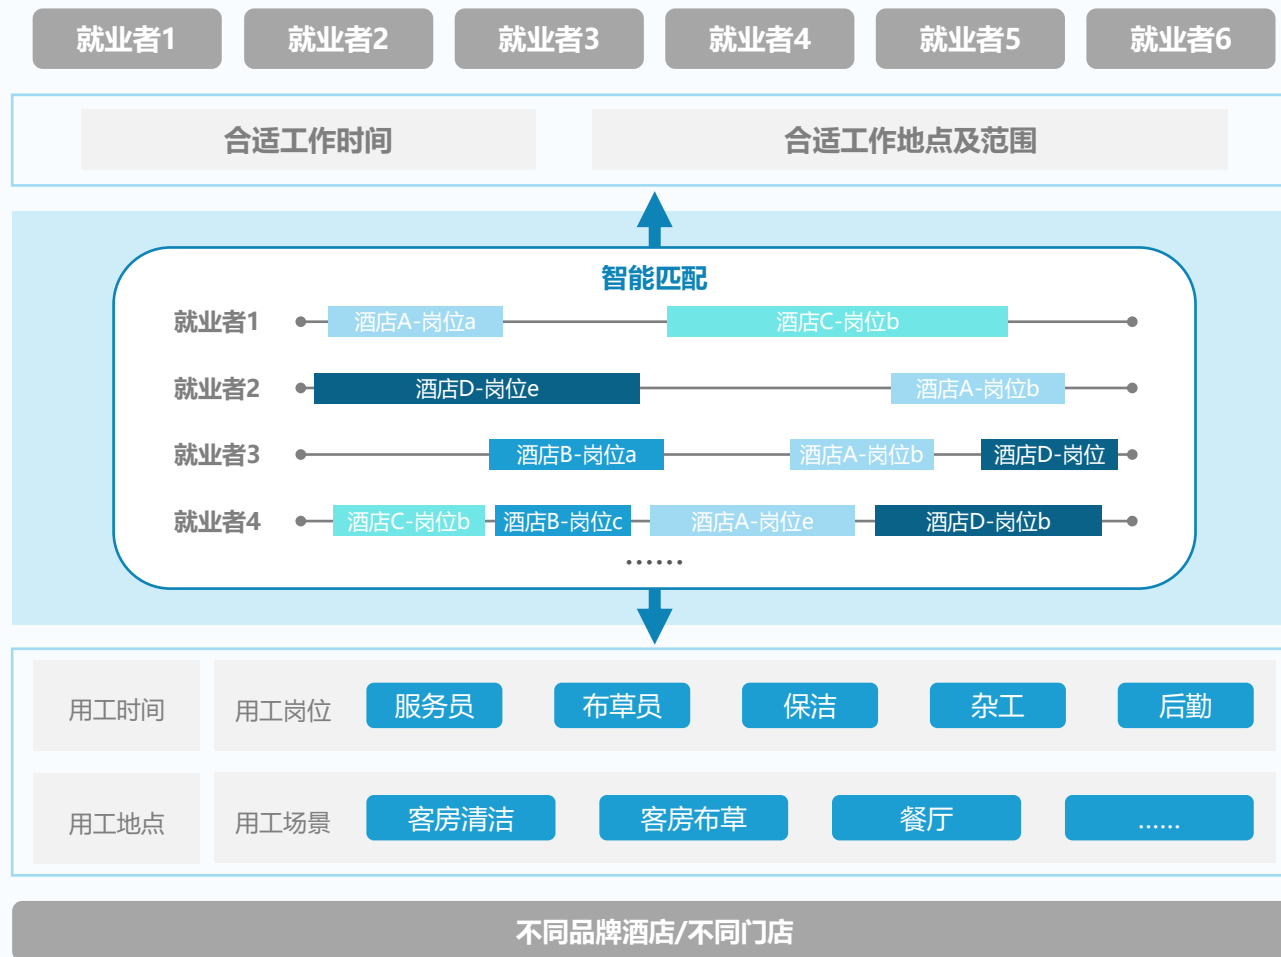 就业者1 就业者2 就业者3 就业者4 就业者5 就业者6
合适工作时间 合适工作地点及范围
智能匹配
就业者1 酒店A-岗位a 酒店C-岗位b
就业者2 酒店D-岗位e 酒店A-岗位b
就业者3 酒店B-岗位a 酒店A-岗位b 酒店D-岗位
就业者4 酒店C-岗位b 酒店B-岗位c 酒店A-岗位e 酒店D-岗位b
……
用工时间 用工岗位 服务员 布草员 保洁 杂工 后勤
用工地点 用工场景 客房清洁 客房布草 餐厅 ……
不同品牌酒店/不同门店